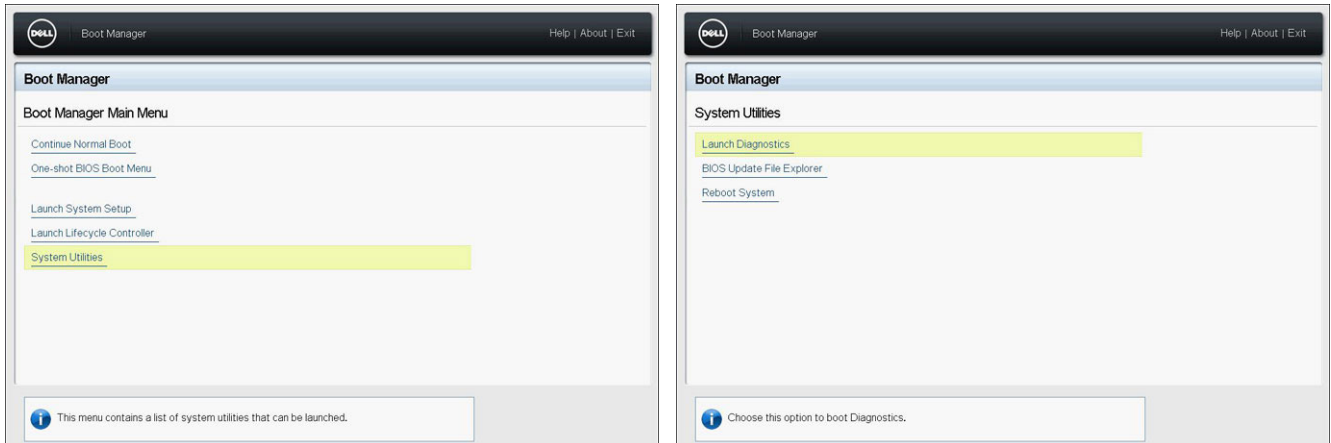 DELL
Boot Manager
Help | About | Exit
Boot Manager
Boot Manager Main Menu
Continue Normal Boot
One-shot BIOS Boot Menu
Launch System Setup
Launch Lifecycle Controller
System Utilities
This menu contains a list of system utilities that can be launched.
DELL
Boot Manager
Help | About | Exit
Boot Manager
System Utilities
Launch Diagnostics
BIOS Update File Explorer
Reboot System
Choose this option to boot Diagnostics.